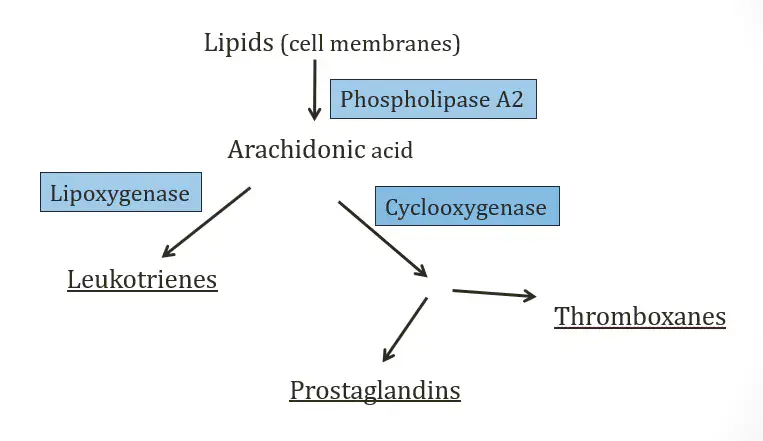 Lipids (cell membranes)
Phospholipase A2
Arachidonic acid
Lipoxygenase
Cyclooxygenase
Leukotrienes
Thromboxanes
Prostaglandins